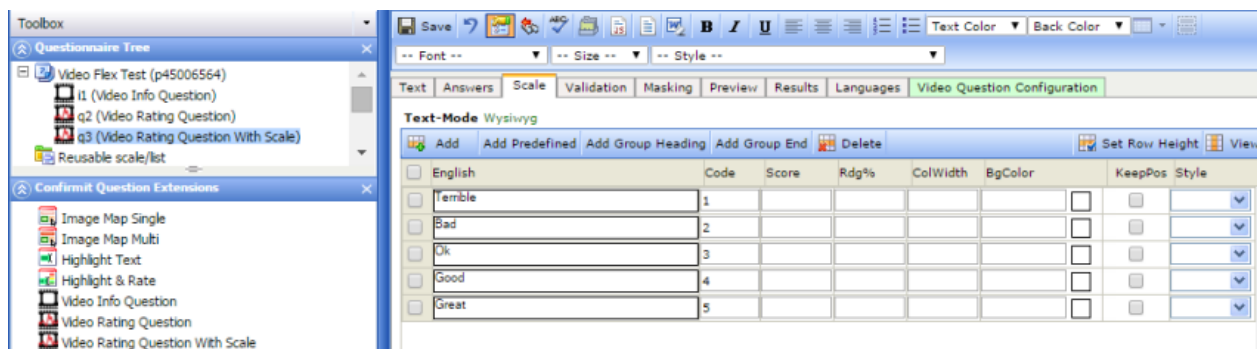 Toolbox
Questionnaire Tree
Video Flex Test (p45006564)
i1 (Video Info Question)
q2 (Video Rating Question)
q3 (Video Rating Question With Scale)
Reusable scale/list
Confirmit Question Extensions
Image Map Single
Image Map Multi
Highlight Text
Highlight & Rate
Video Info Question
Video Rating Question
Video Rating Question With Scale
Save ABC B I U Text Color Back Color
-- Font -- -- Size -- -- Style --
Text Answers Scale Validation Masking Preview Results Languages Video Question Configuration
Text-Mode Wysiwyg
Add Add Predefined Add Group Heading Add Group End Delete Set Row Height View
English Code Score Rdg% ColWidth BgColor KeepPos Style
Terrible 1
Bad 2
Ok 3
Good 4
Great 5